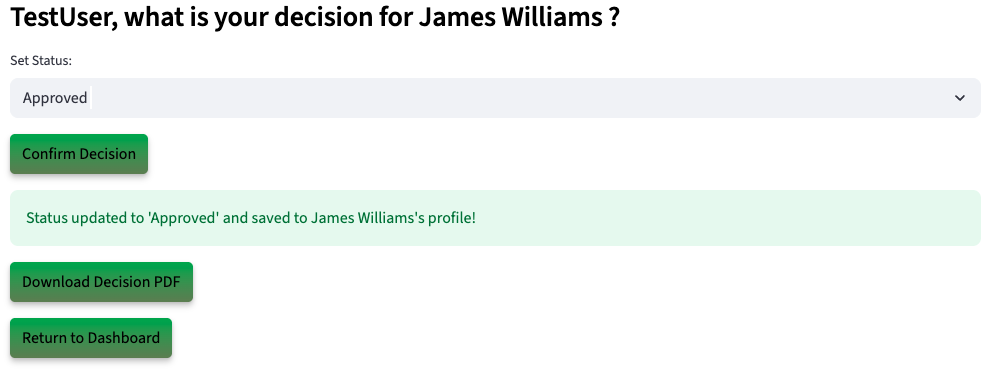 TestUser, what is your decision for James Williams ?
Set Status:
Approved
Confirm Decision
Status updated to 'Approved' and saved to James Williams's profile!
Download Decision PDF
Return to Dashboard